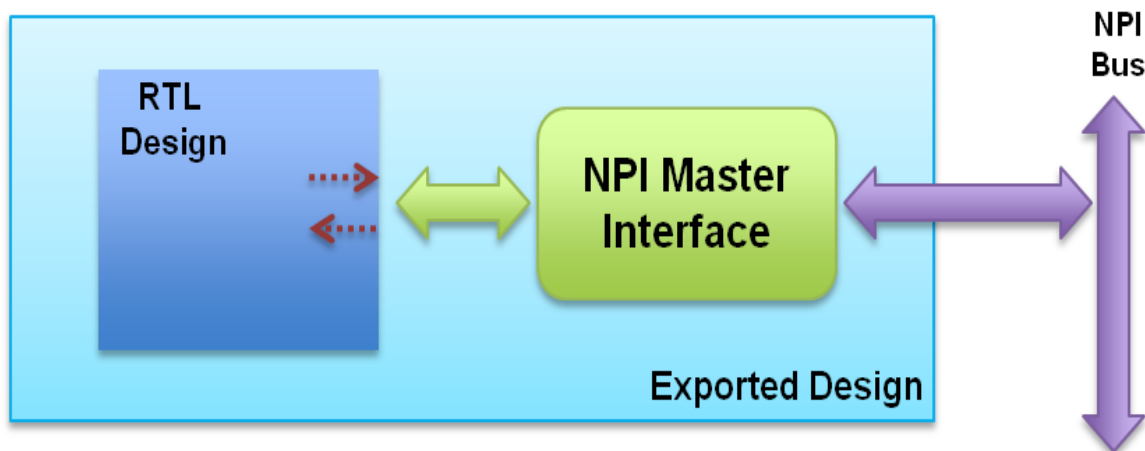 RTL
Design
NPI Master
Interface
NPI
Bus
Exported Design